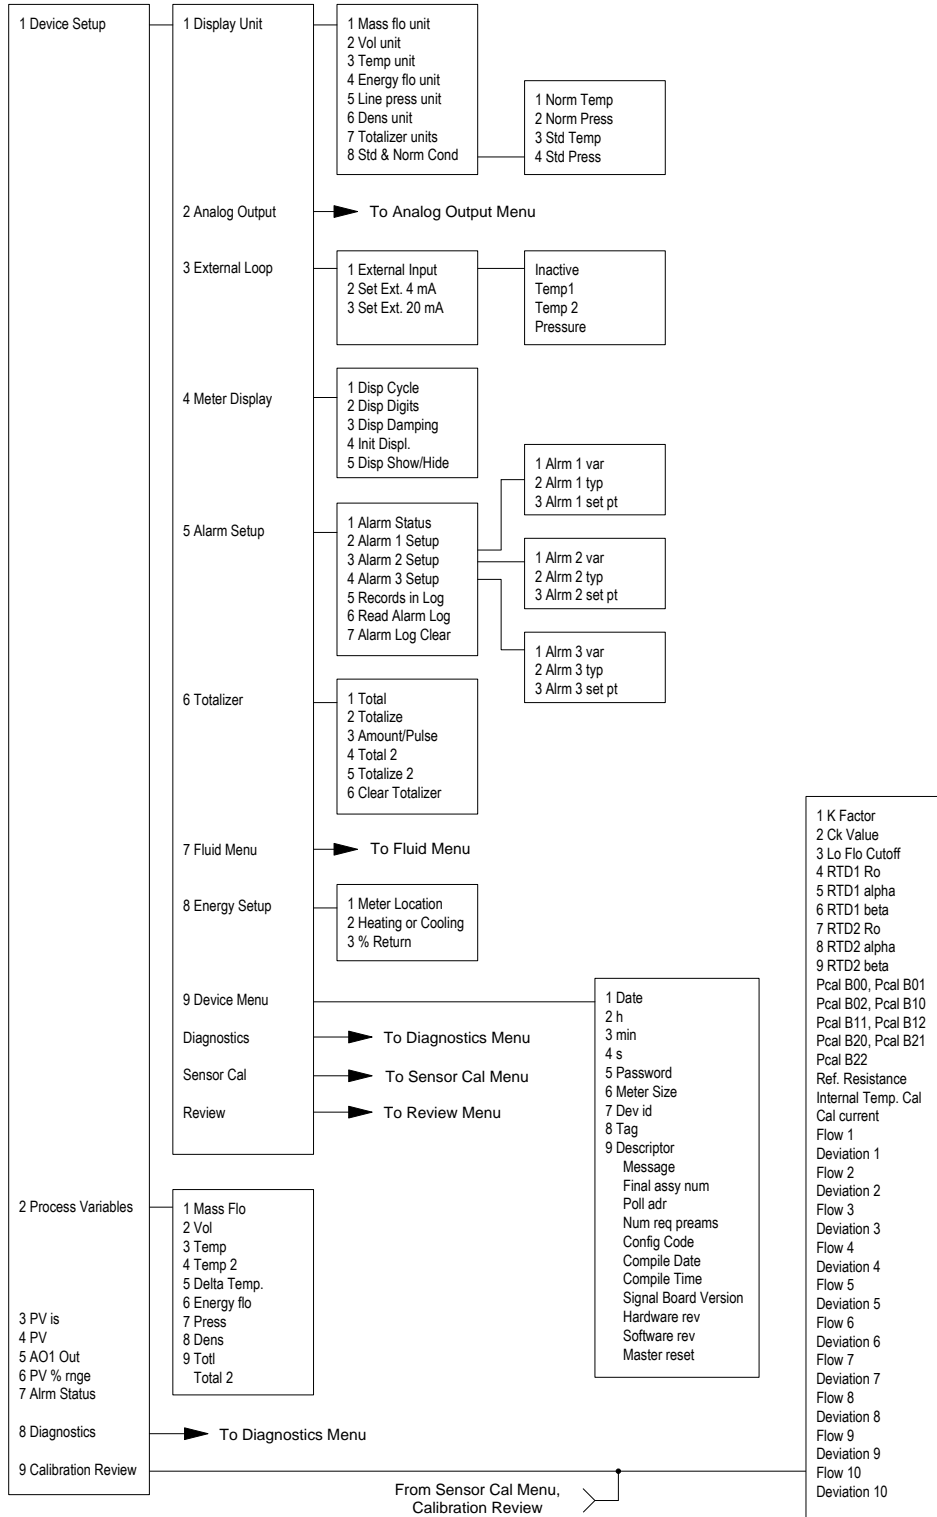 1 Device Setup
1 Display Unit
1 Mass flo unit
2 Vol unit
3 Temp unit
4 Energy flo unit
5 Line press unit
6 Dens unit
7 Totalizer units
8 Std & Norm Cond
1 Norm Temp
2 Norm Press
3 Std Temp
4 Std Press
2 Analog Output
To Analog Output Menu
3 External Loop
1 External Input
2 Set Ext. 4 mA
3 Set Ext. 20 mA
Inactive
Temp1
Temp 2
Pressure
4 Meter Display
1 Disp Cycle
2 Disp Digits
3 Disp Damping
4 Init Displ.
5 Disp Show/Hide
5 Alarm Setup
1 Alarm Status
2 Alarm 1 Setup
3 Alarm 2 Setup
4 Alarm 3 Setup
5 Records in Log
6 Read Alarm Log
7 Alarm Log Clear
1 Alrm 1 var
2 Alrm 1 typ
3 Alrm 1 set pt
1 Alrm 2 var
2 Alrm 2 typ
3 Alrm 2 set pt
1 Alrm 3 var
2 Alrm 3 typ
3 Alrm 3 set pt
6 Totalizer
1 Total
2 Totalize
3 Amount/Pulse
4 Total 2
5 Totalize 2
6 Clear Totalizer
7 Fluid Menu
To Fluid Menu
8 Energy Setup
1 Meter Location
2 Heating or Cooling
3 % Return
9 Device Menu
1 Date
2 h
3 min
4 s
5 Password
6 Meter Size
7 Dev id
8 Tag
9 Descriptor
Message
Final assy num
Poll adr
Num req preams
Config Code
Compile Date
Compile Time
Signal Board Version
Hardware rev
Software rev
Master reset
Diagnostics
To Diagnostics Menu
Sensor Cal
To Sensor Cal Menu
Review
To Review Menu
2 Process Variables
1 Mass Flo
2 Vol
3 Temp
4 Temp 2
5 Delta Temp.
6 Energy flo
7 Press
8 Dens
9 Totl
Total 2
3 PV is
4 PV
5 AO1 Out
6 PV % rnge
7 Alrm Status
8 Diagnostics
To Diagnostics Menu
9 Calibration Review
From Sensor Cal Menu,
Calibration Review
1 K Factor
2 Ck Value
3 Lo Flo Cutoff
4 RTD1 Ro
5 RTD1 alpha
6 RTD1 beta
7 RTD2 Ro
8 RTD2 alpha
9 RTD2 beta
Pcal B00, Pcal B01
Pcal B02, Pcal B10
Pcal B11, Pcal B12
Pcal B20, Pcal B21
Pcal B22
Ref. Resistance
Internal Temp. Cal
Cal current
Flow 1
Deviation 1
Flow 2
Deviation 2
Flow 3
Deviation 3
Flow 4
Deviation 4
Flow 5
Deviation 5
Flow 6
Deviation 6
Flow 7
Deviation 7
Flow 8
Deviation 8
Flow 9
Deviation 9
Flow 10
Deviation 10